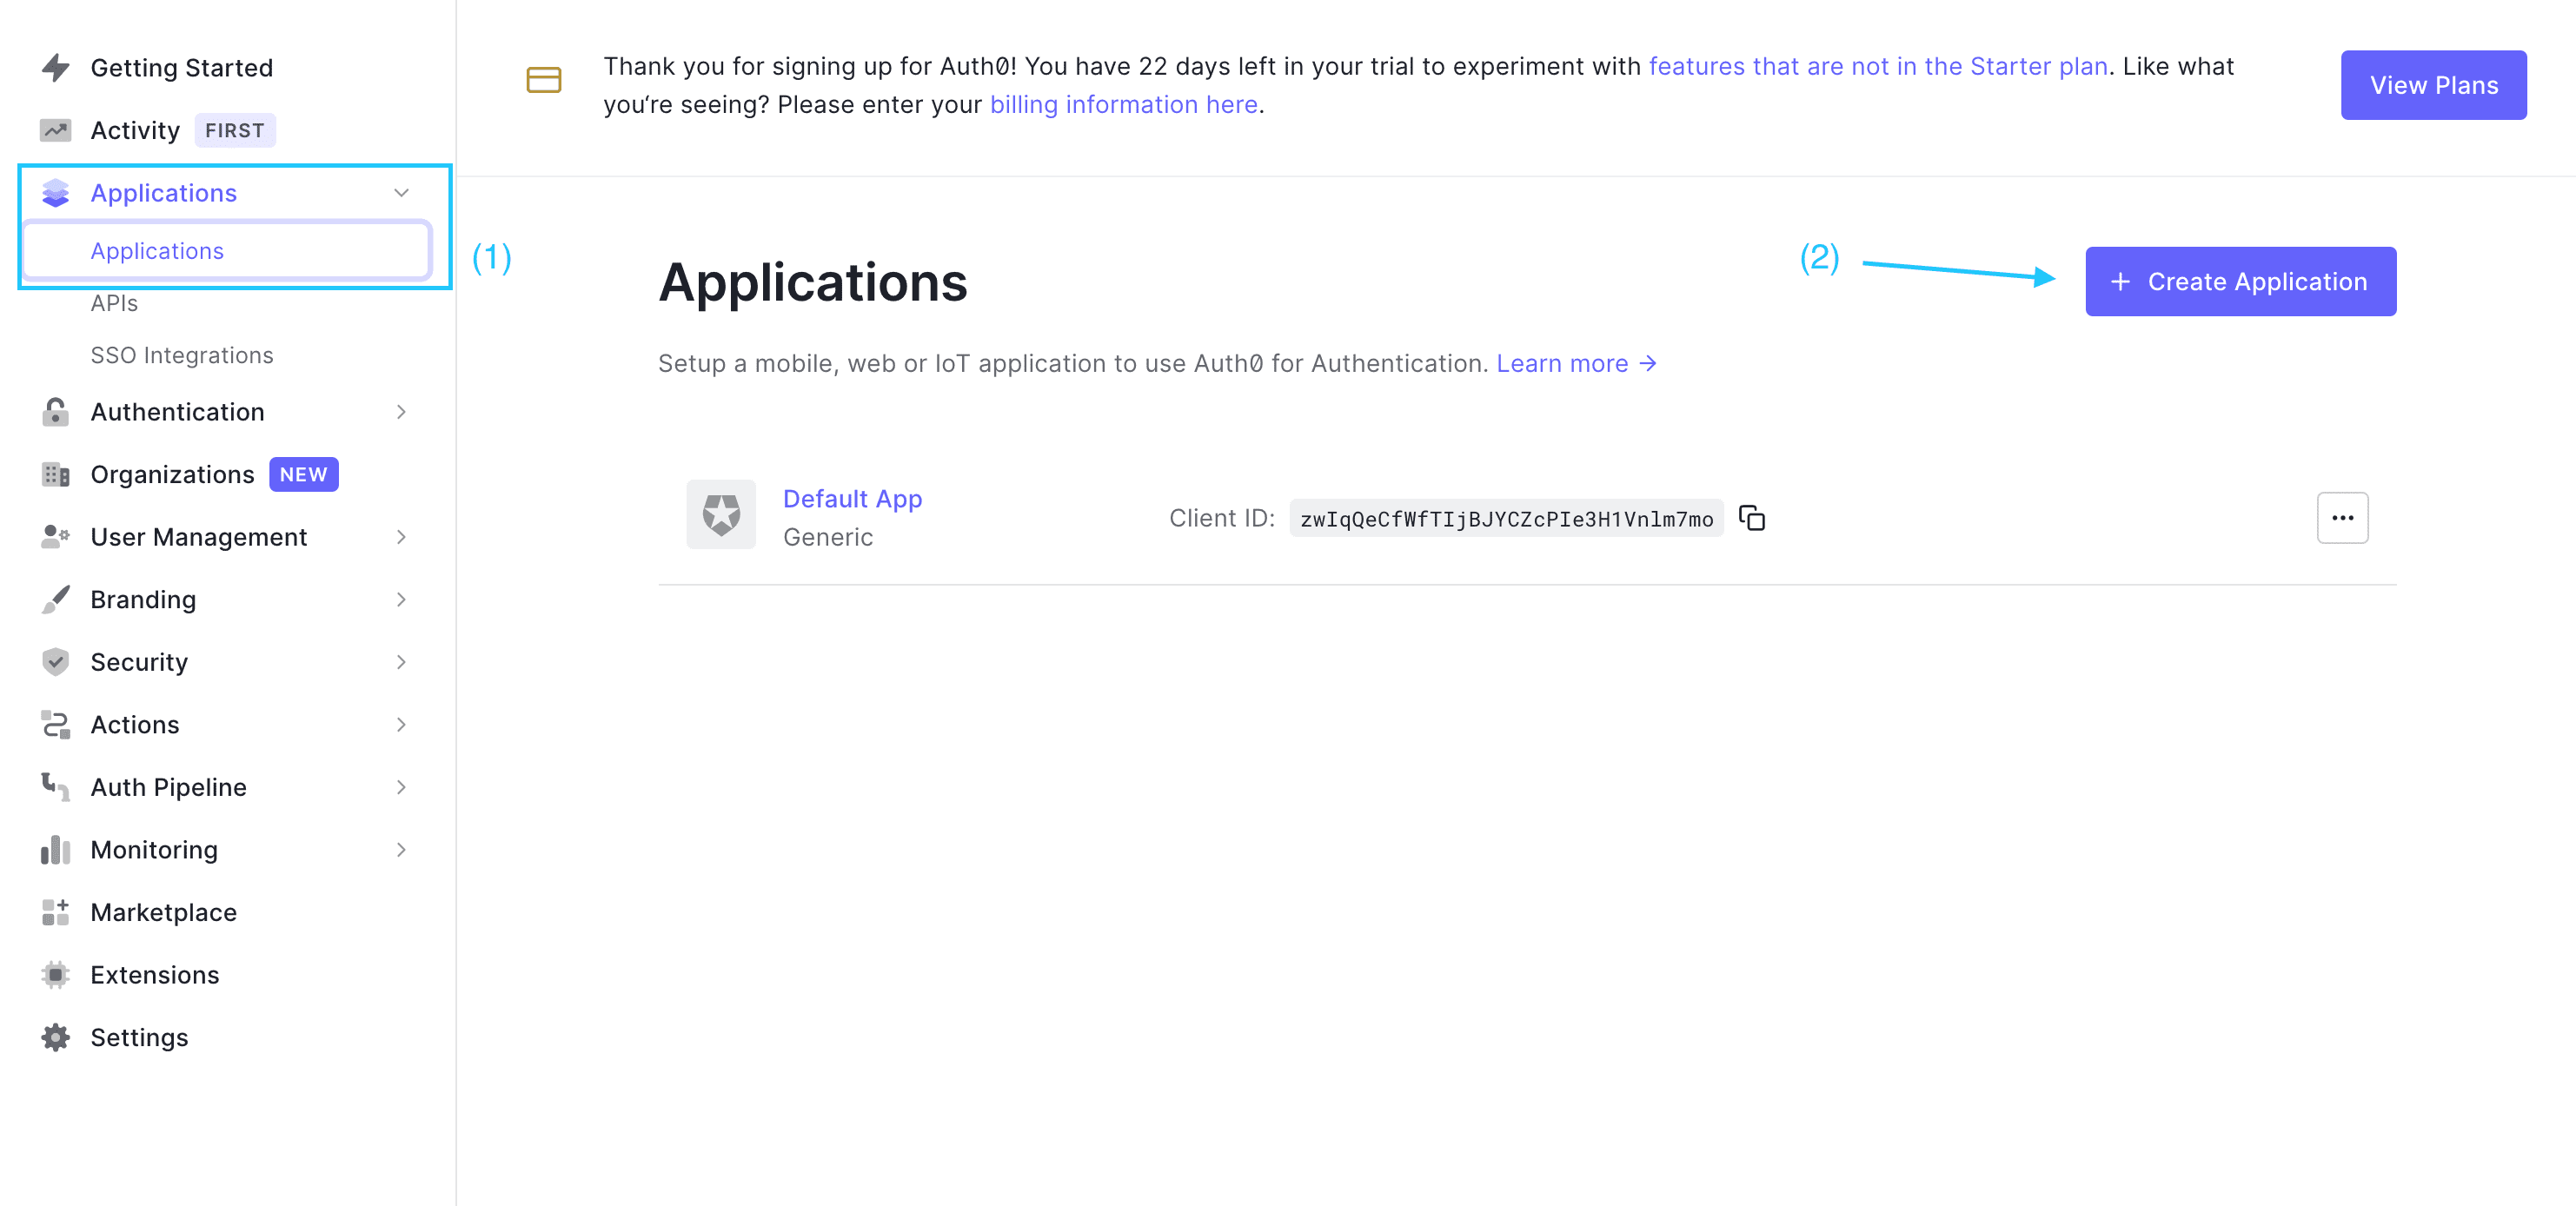 Getting Started
Activity FIRST
Applications
Applications
APIs
SSO Integrations
Authentication
Organizations NEW
User Management
Branding
Security
Actions
Auth Pipeline
Monitoring
Marketplace
Extensions
Settings
Thank you for signing up for Auth0! You have 22 days left in your trial to experiment with features that are not in the Starter plan. Like what
you‘re seeing? Please enter your billing information here.
View Plans
(1)
Applications
(2)
+ Create Application
Setup a mobile, web or IoT application to use Auth0 for Authentication. Learn more →
Default App
Generic
Client ID: zwIqQeCfWfTIjBJYCZcPIe3H1Vnlm7mo